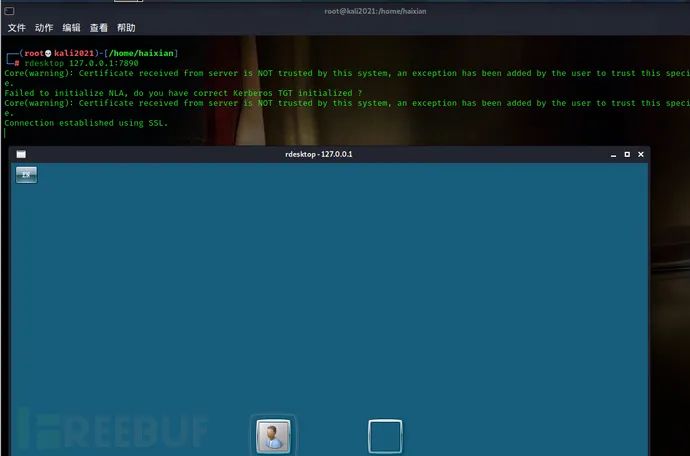 root@kali2021:/home/haixian
文件 动作 编辑 查看 帮助
┌──(root💀kali2021)-[/home/haixian]
└─# rdesktop 127.0.0.1:7890
Core(warning): Certificate received from server is NOT trusted by this system, an exception has been added by the user to trust this speci
e.
Failed to initialize NLA, do you have correct Kerberos TGT initialized ?
Core(warning): Certificate received from server is NOT trusted by this system, an exception has been added by the user to trust this speci
e.
Connection established using SSL.
rdesktop - 127.0.0.1
FREEBUF